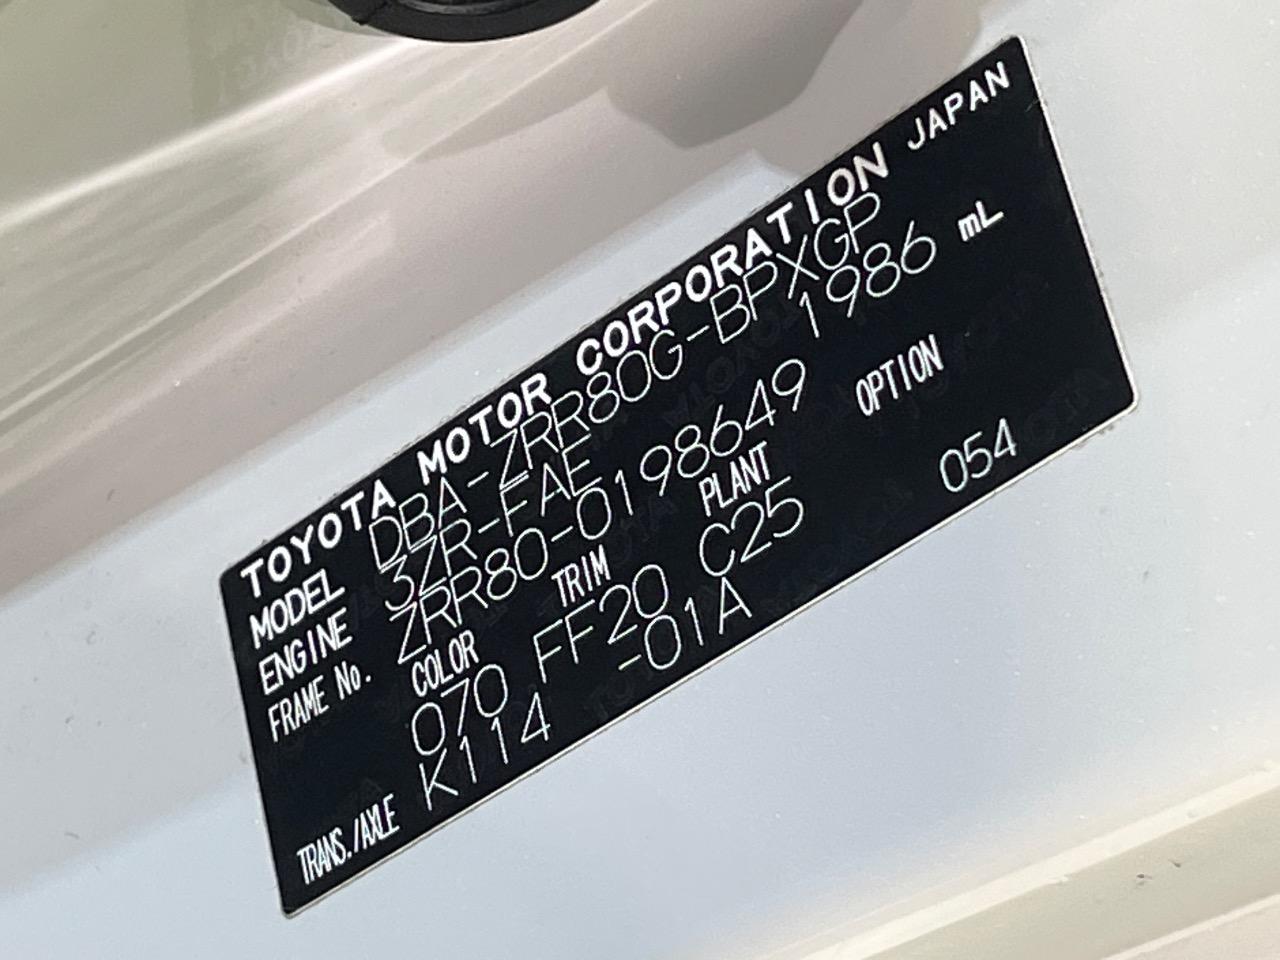 TOYOTA MOTOR CORPORATION JAPAN
MODEL DBA-ZRR80G-BPXGP
ENGINE 3ZR-FAE 1986 mL
FRAME No. ZRR80-0198649
COLOR TRIM PLANT OPTION
070 FF20 C25 054
TRANS./AXLE K114 -01A